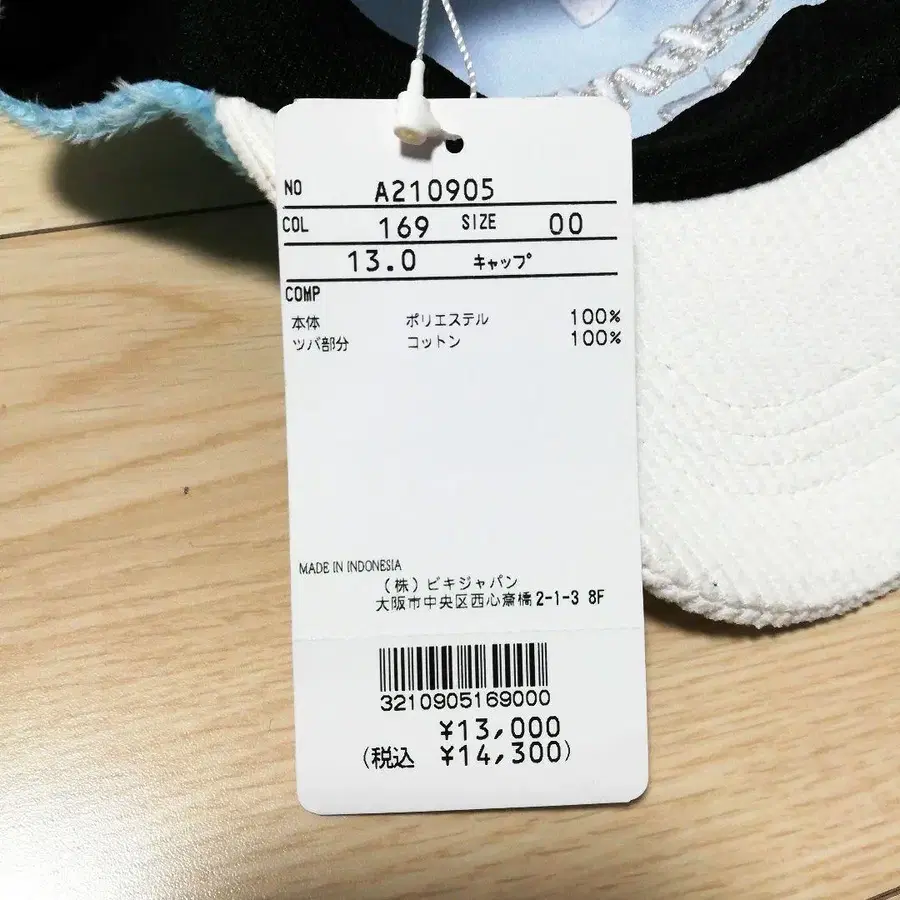 NO A210905
COL 169 SIZE 00
13.0 キャップ
COMP
本体 ポリエステル 100%
ツバ部分 コットン 100%
MADE IN INDONESIA
（株）ビキジャパン
大阪市中央区西心斎橋2-1-3 8F
3210905169000
¥13,000
(税込 ¥14,300)